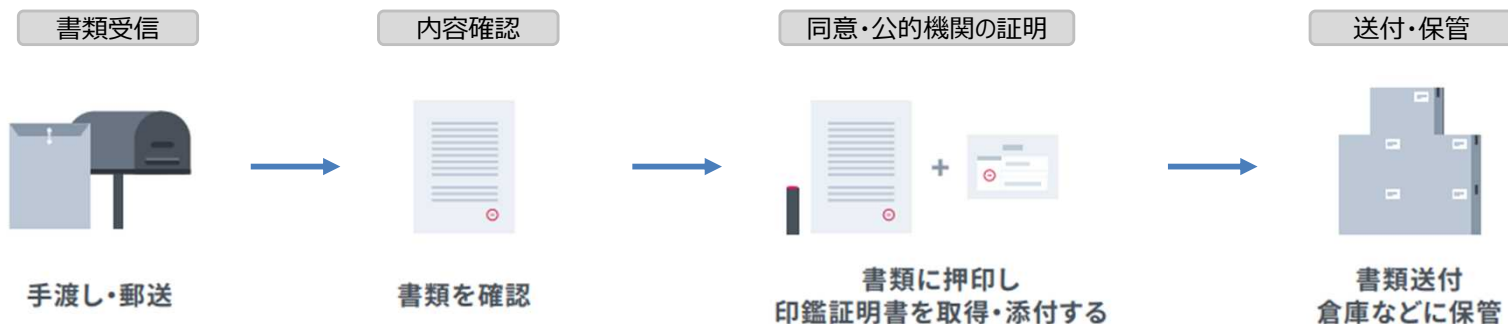 書類受信
内容確認
同意・公的機関の証明
送付・保管
+
手渡し・郵送
書類を確認
書類に押印し
印鑑証明書を取得・添付する
書類送付
倉庫などに保管